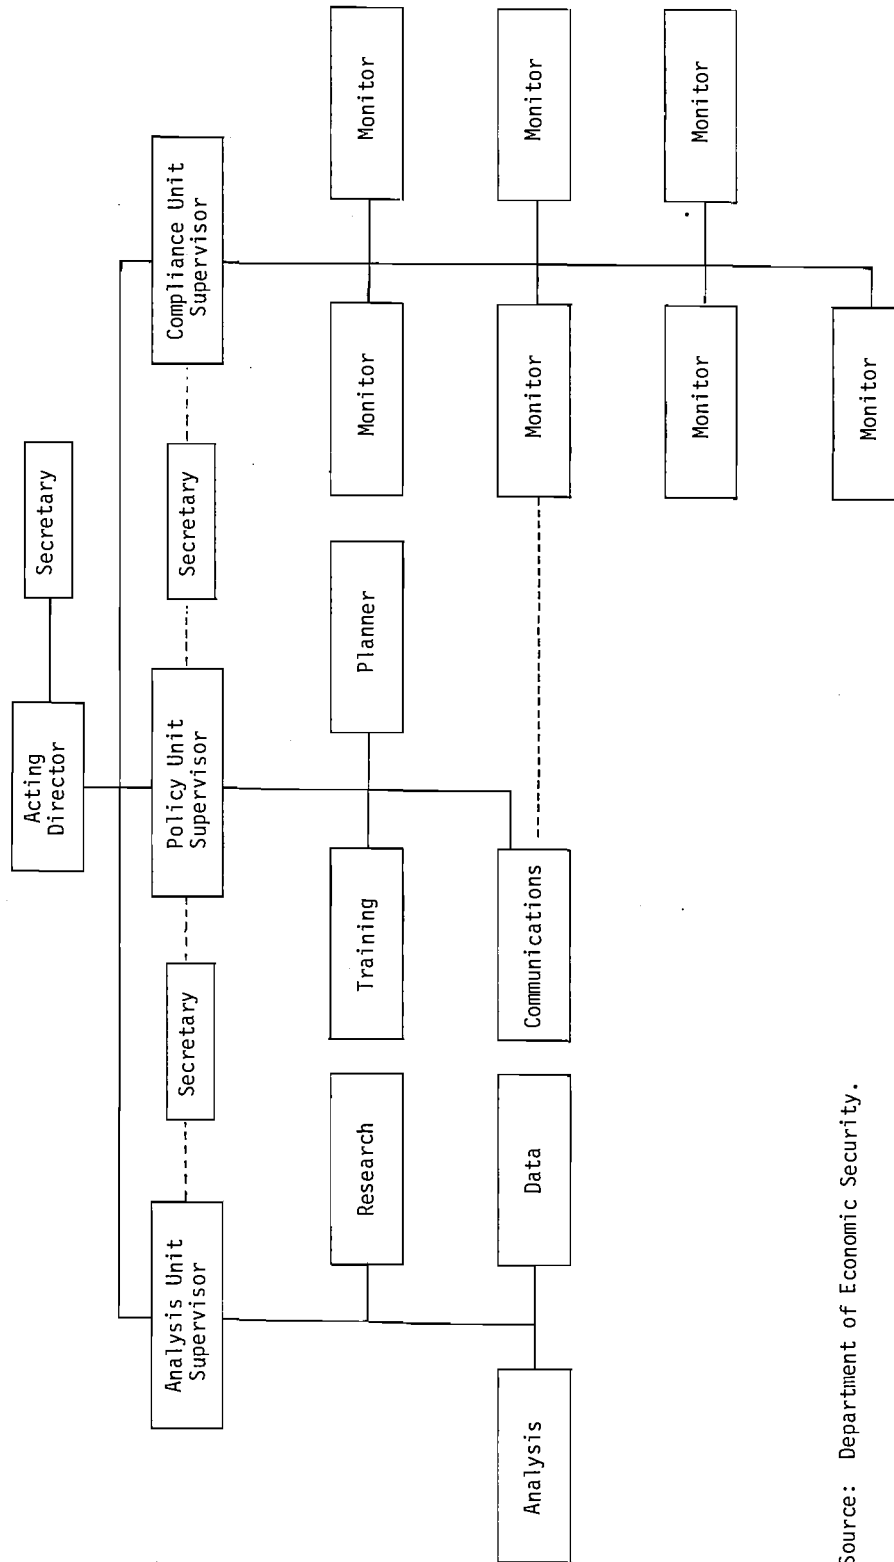 Acting
Director
Secretary
Analysis Unit
Supervisor
Secretary
Policy Unit
Supervisor
Secretary
Compliance Unit
Supervisor
Research
Training
Planner
Monitor
Monitor
Analysis
Data
Communications
Monitor
Monitor
Monitor
Monitor
Monitor
Source: Department of Economic Security.